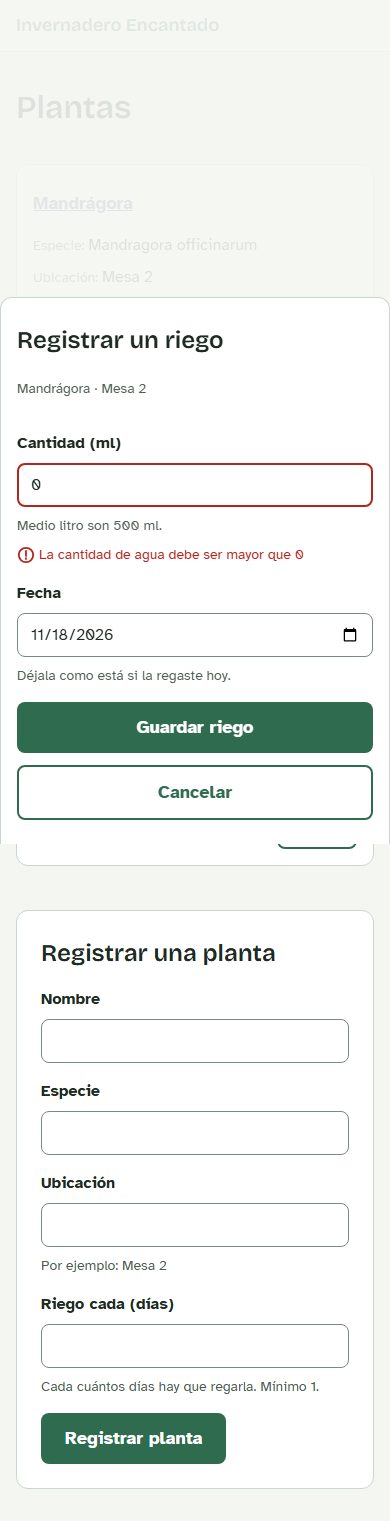 Invernadero Encantado
Plantas
Mandrágora
Especie: Mandragora officinarum
Ubicación: Mesa 2
Registrar un riego
Mandrágora · Mesa 2
Cantidad (ml)
0
Medio litro son 500 ml.
La cantidad de agua debe ser mayor que 0
Fecha
11/18/2026
Déjala como está si la regaste hoy.
Guardar riego
Cancelar
Registrar una planta
Nombre
Especie
Ubicación
Por ejemplo: Mesa 2
Riego cada (días)
Cada cuántos días hay que regarla. Mínimo 1.
Registrar planta